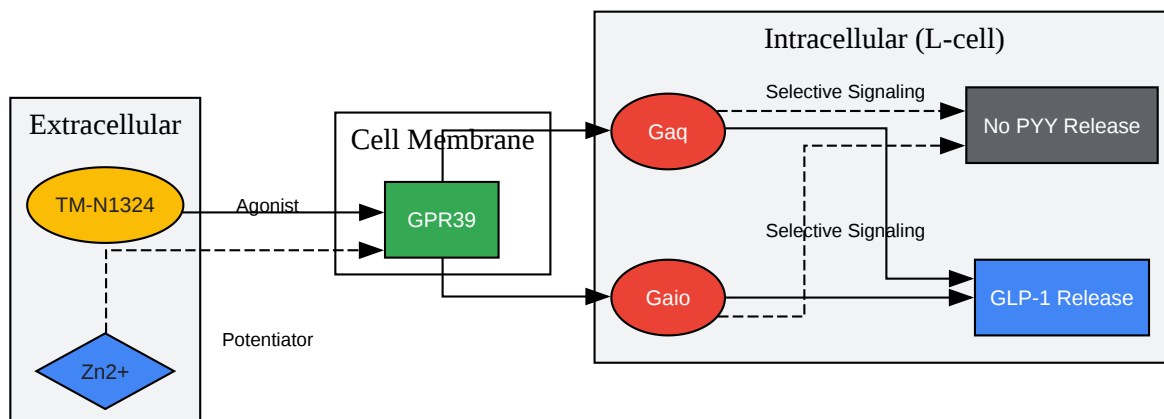 Extracellular
TM-N1324
Zn2+
Agonist
Potentiator
Cell Membrane
GPR39
Intracellular (L-cell)
Gaq
Gaio
Selective Signaling
Selective Signaling
No PYY Release
GLP-1 Release